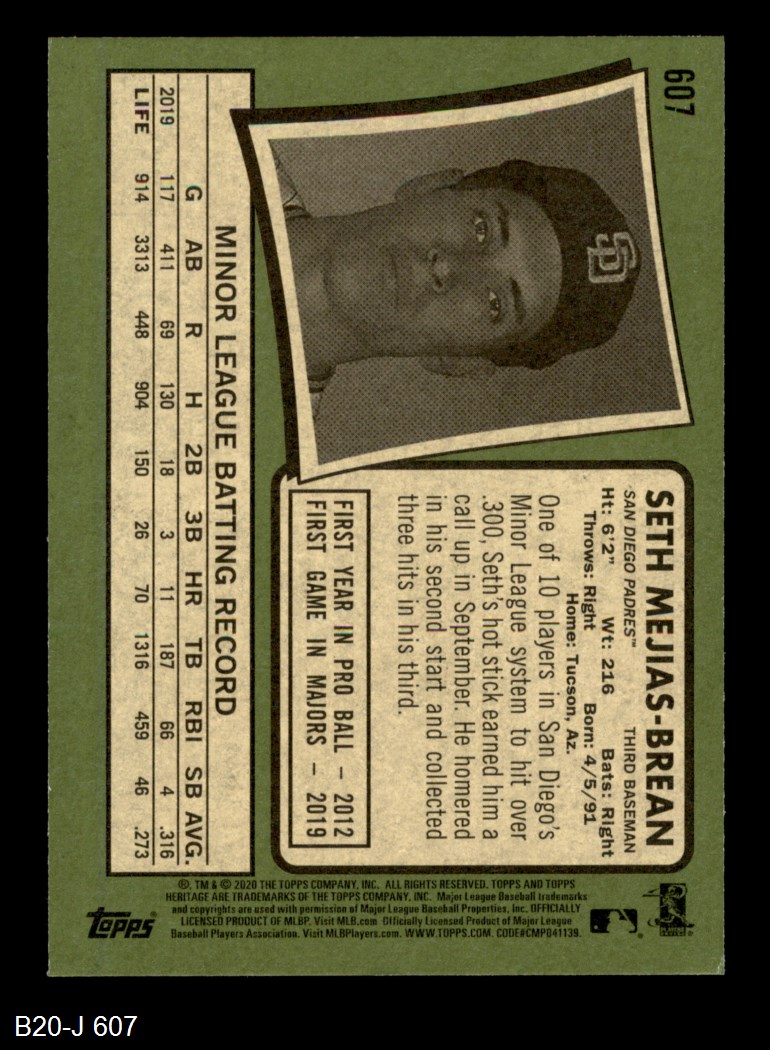 607
SETH MEJIAS-BREAN
SAN DIEGO PADRES™ THIRD BASEMAN
Ht: 6'2" Wt: 216 Bats: Right
Throws: Right Born: 4/5/91
Home: Tucson, Az.
One of 10 players in San Diego's
Minor League system to hit over
.300, Seth's hot stick earned him a
call up in September. He homered
in his second start and collected
three hits in his third.
FIRST YEAR IN PRO BALL – 2012
FIRST GAME IN MAJORS – 2019
MINOR LEAGUE BATTING RECORD
G AB R H 2B 3B HR TB RBI SB AVG.
2019 117 411 69 130 18 3 11 187 66 4 .316
LIFE 914 3313 448 904 150 26 70 1316 459 46 .273
®, TM & © 2020 THE TOPPS COMPANY, INC. ALL RIGHTS RESERVED. TOPPS AND TOPPS
HERITAGE ARE TRADEMARKS OF THE TOPPS COMPANY, INC. Major League Baseball trademarks
and copyrights are used with permission of Major League Baseball Properties, Inc. OFFICIALLY
LICENSED PRODUCT OF MLBP. Visit MLB.com Officially Licensed Product of Major League
Baseball Players Association. Visit MLBPlayers.com. WWW.TOPPS.COM. CODE#CMP041139.
topps
B20-J 607